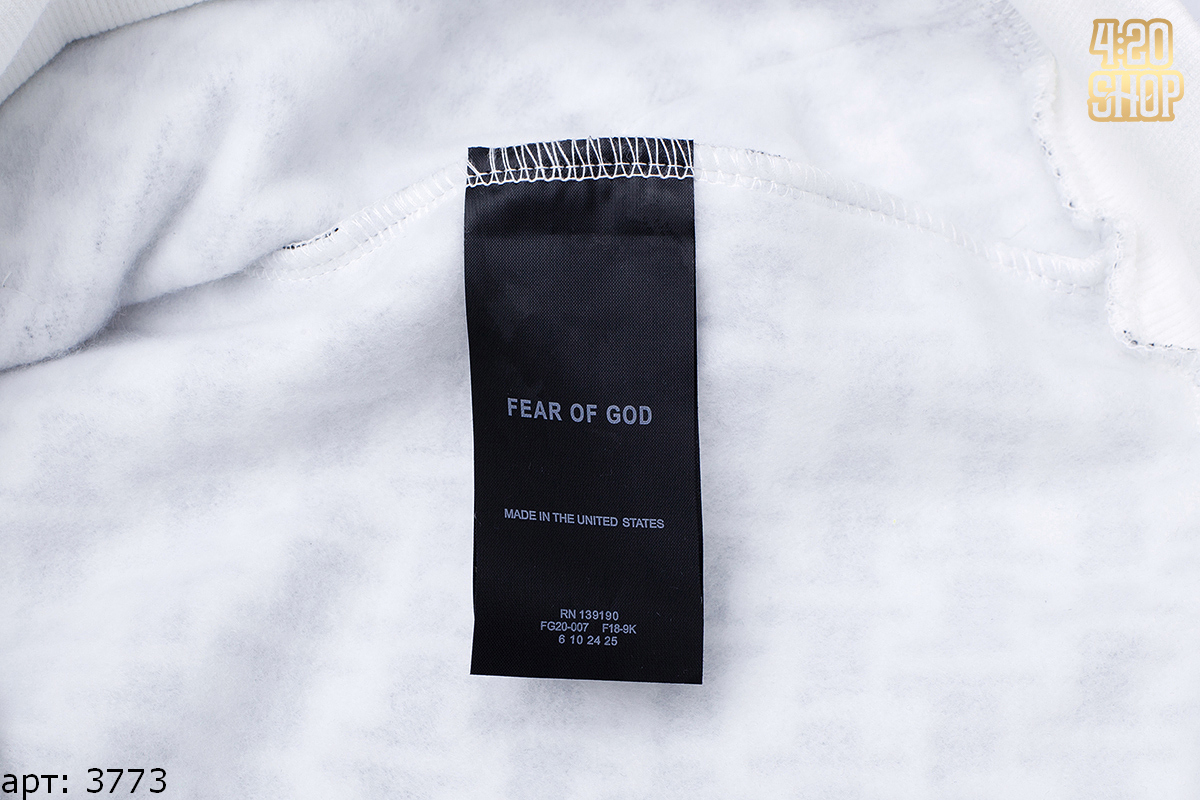 4:20
SHOP
FEAR OF GOD
MADE IN THE UNITED STATES
RN 139190
FG20-007 F18-9K
6 10 24 25
арт: 3773